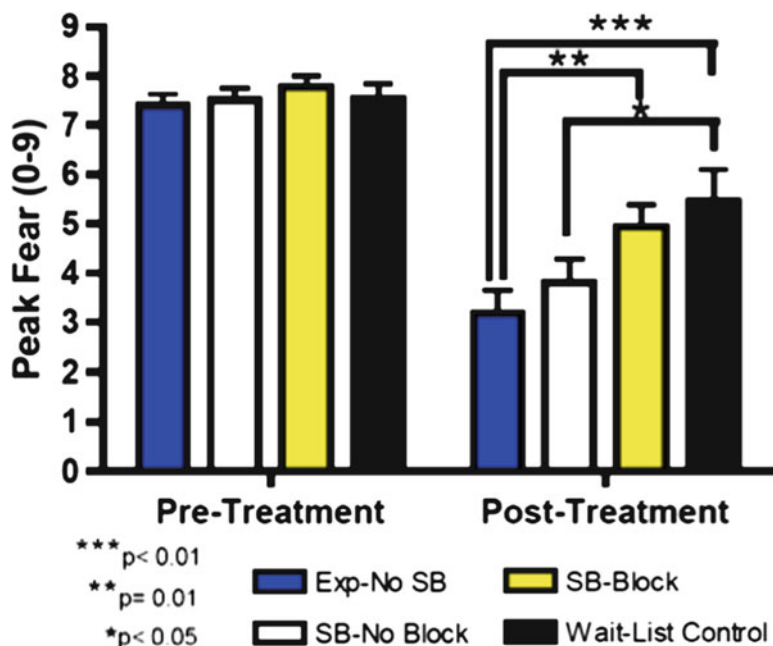 Peak Fear (0-9)
9
8
7
6
5
4
3
2
1
0
***
**
*
Pre-Treatment
Post-Treatment
***p< 0.01
**p= 0.01
*p< 0.05
Exp-No SB
SB-Block
SB-No Block
Wait-List Control